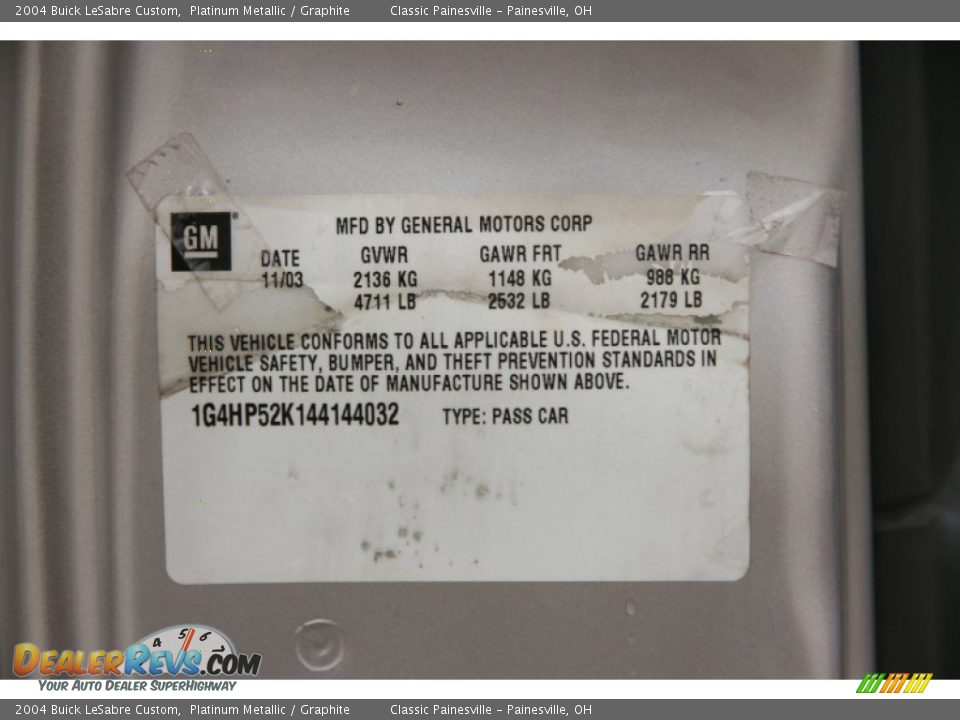 2004 Buick LeSabre Custom, Platinum Metallic / Graphite Classic Painesville - Painesville, OH
GM
MFD BY GENERAL MOTORS CORP
DATE GVWR GAWR FRT GAWR RR
11/03 2136 KG 1148 KG 988 KG
4711 LB 2532 LB 2179 LB
THIS VEHICLE CONFORMS TO ALL APPLICABLE U.S. FEDERAL MOTOR
VEHICLE SAFETY, BUMPER, AND THEFT PREVENTION STANDARDS IN
EFFECT ON THE DATE OF MANUFACTURE SHOWN ABOVE.
1G4HP52K144144032 TYPE: PASS CAR
4 5 6 7
DealerRevs.com
Your Auto Dealer SuperHighway
2004 Buick LeSabre Custom, Platinum Metallic / Graphite Classic Painesville - Painesville, OH